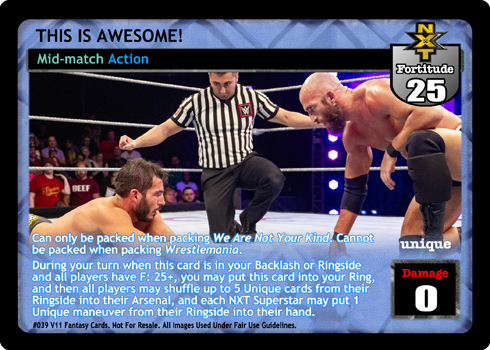 THIS IS AWESOME!
NXT
Mid-match Action
Fortitude
25
W
BEEF
unique
Can only be packed when packing We Are Not Your Kind. Cannot
be packed when packing Wrestlemania.
During your turn when this card is in your Backlash or Ringside
and all players have F: 25+, you may put this card into your Ring,
and then all players may shuffle up to 5 Unique cards from their
Ringside into their Arsenal, and each NXT Superstar may put 1
Unique maneuver from their Ringside into their hand.
Damage
0
#039 V11 Fantasy Cards. Not For Resale. All Images Used Under Fair Use Guidelines.